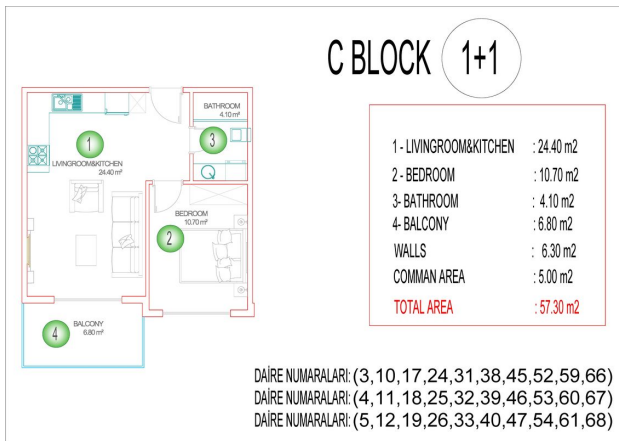 C BLOCK 1+1
BATHROOM
4.10 m²
3
1
LIVINGROOM&KITCHEN
24.40 m²
BEDROOM
10.70 m²
2
4
BALCONY
6.80 m²
1 - LIVINGROOM&KITCHEN : 24.40 m2
2 - BEDROOM : 10.70 m2
3- BATHROOM : 4.10 m2
4- BALCONY : 6.80 m2
WALLS : 6.30 m2
COMMAN AREA : 5.00 m2
TOTAL AREA : 57.30 m2
DAİRE NUMARALARI: (3,10,17,24,31,38,45,52,59,66)
DAİRE NUMARALARI: (4,11,18,25,32,39,46,53,60,67)
DAİRE NUMARALARI: (5,12,19,26,33,40,47,54,61,68)